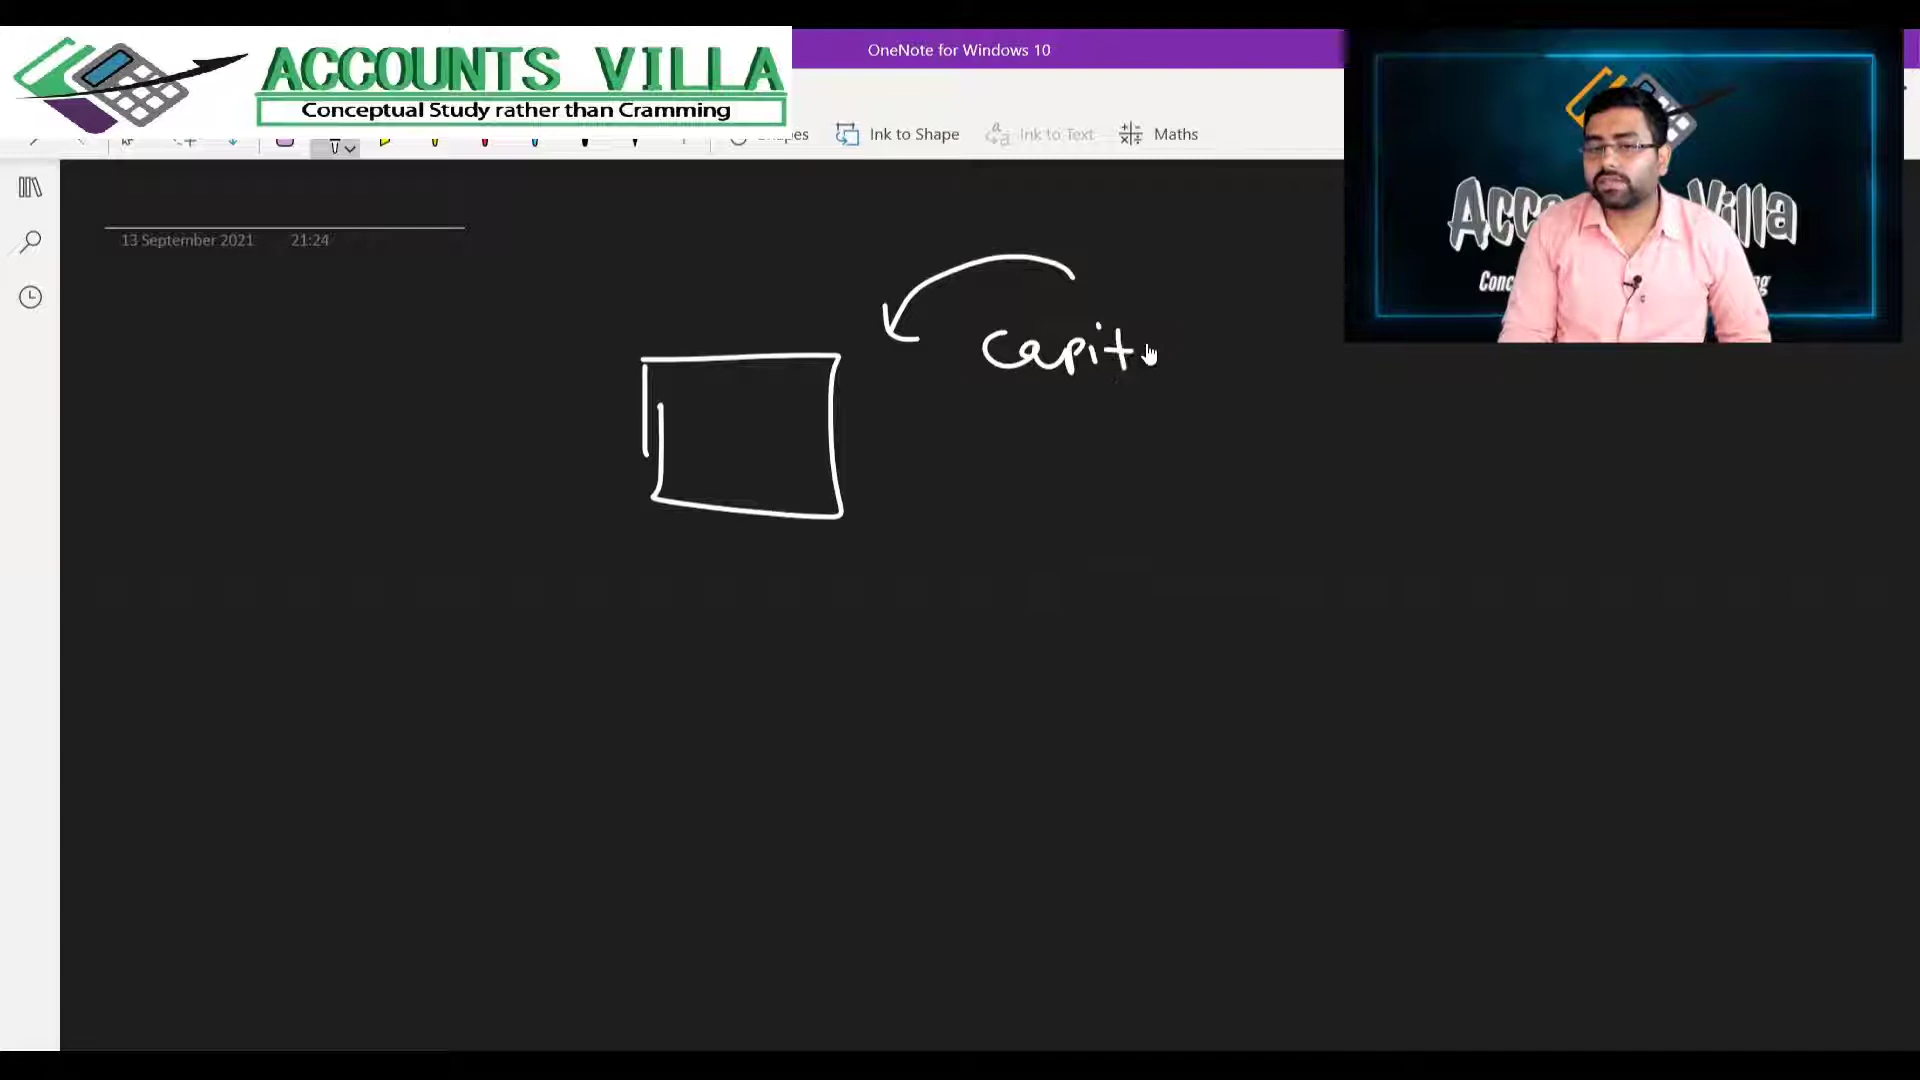 ACCOUNTS VILLA
Conceptual Study rather than Cramming
OneNote for Windows 10
Ink to Shape
Ink to Text
Maths
13 September 2021 21:24
Capit